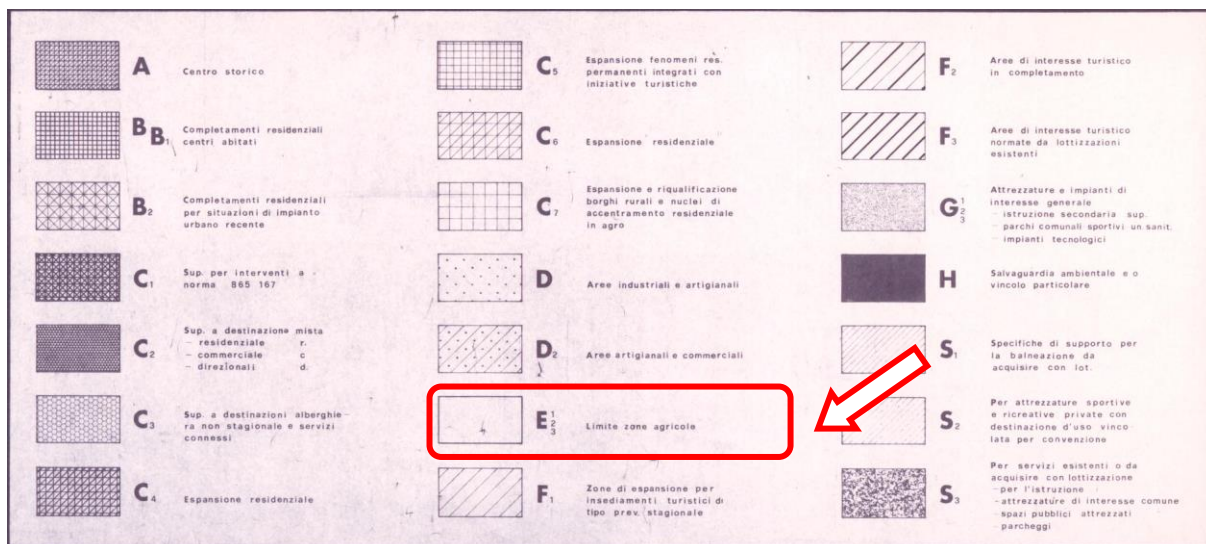 A
Centro storico
B B1
Completamenti residenziali
centri abitati
B2
Completamenti residenziali
per situazioni di impianto
urbano recente
C1
Sup. per interventi a
norma 865 167
C2
Sup. a destinazione mista
– residenziale r.
– commerciale c
– direzionali d.
C3
Sup. a destinazioni alberghie-
ra non stagionale e servizi
connessi
C4
Espansione residenziale
C5
Espansione fenomeni res.
permanenti integrati con
iniziative turistiche
C6
Espansione residenziale
C7
Espansione e riqualificazione
borghi rurali e nuclei di
accentramento residenziale
in agro
D
Aree industriali e artigianali
D2
Aree artigianali e commerciali
E 1 2 3
Limite zone agricole
F1
Zone di espansione per
insediamenti turistici di
tipo prev. stagionale
F2
Aree di interesse turistico
in completamento
F3
Aree di interesse turistico
normate da lottizzazioni
esistenti
G 1 2 3
Attrezzature e impianti di
interesse generale
– istruzione secondaria sup.
– parchi comunali sportivi un.sanit.
– impianti tecnologici
H
Salvaguardia ambientale e o
vincolo particolare
S1
Specifiche di supporto per
la balneazione da
acquisire con lot.
S2
Per attrezzature sportive
e ricreative private con
destinazione d'uso vinco-
lata per convenzione
S3
Per servizi esistenti o da
acquisire con lottizzazione
– per l'istruzione
– attrezzature di interesse comune
– spazi pubblici attrezzati
– parcheggi